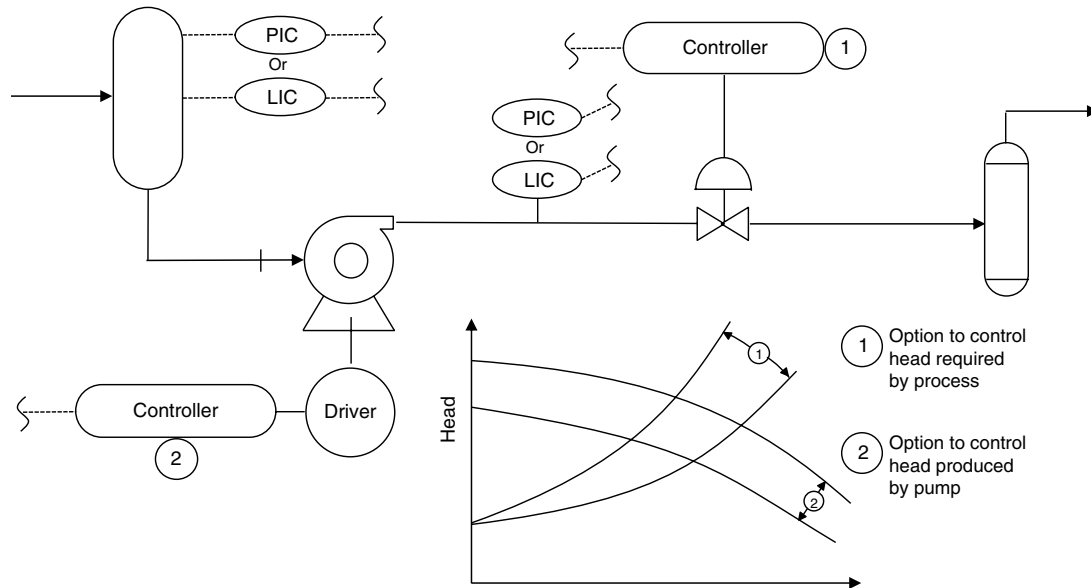 PIC
Or
LIC
Controller
1
PIC
Or
LIC
Controller
2
Driver
Head
1
2
1
Option to control
head required
by process
2
Option to control
head produced
by pump